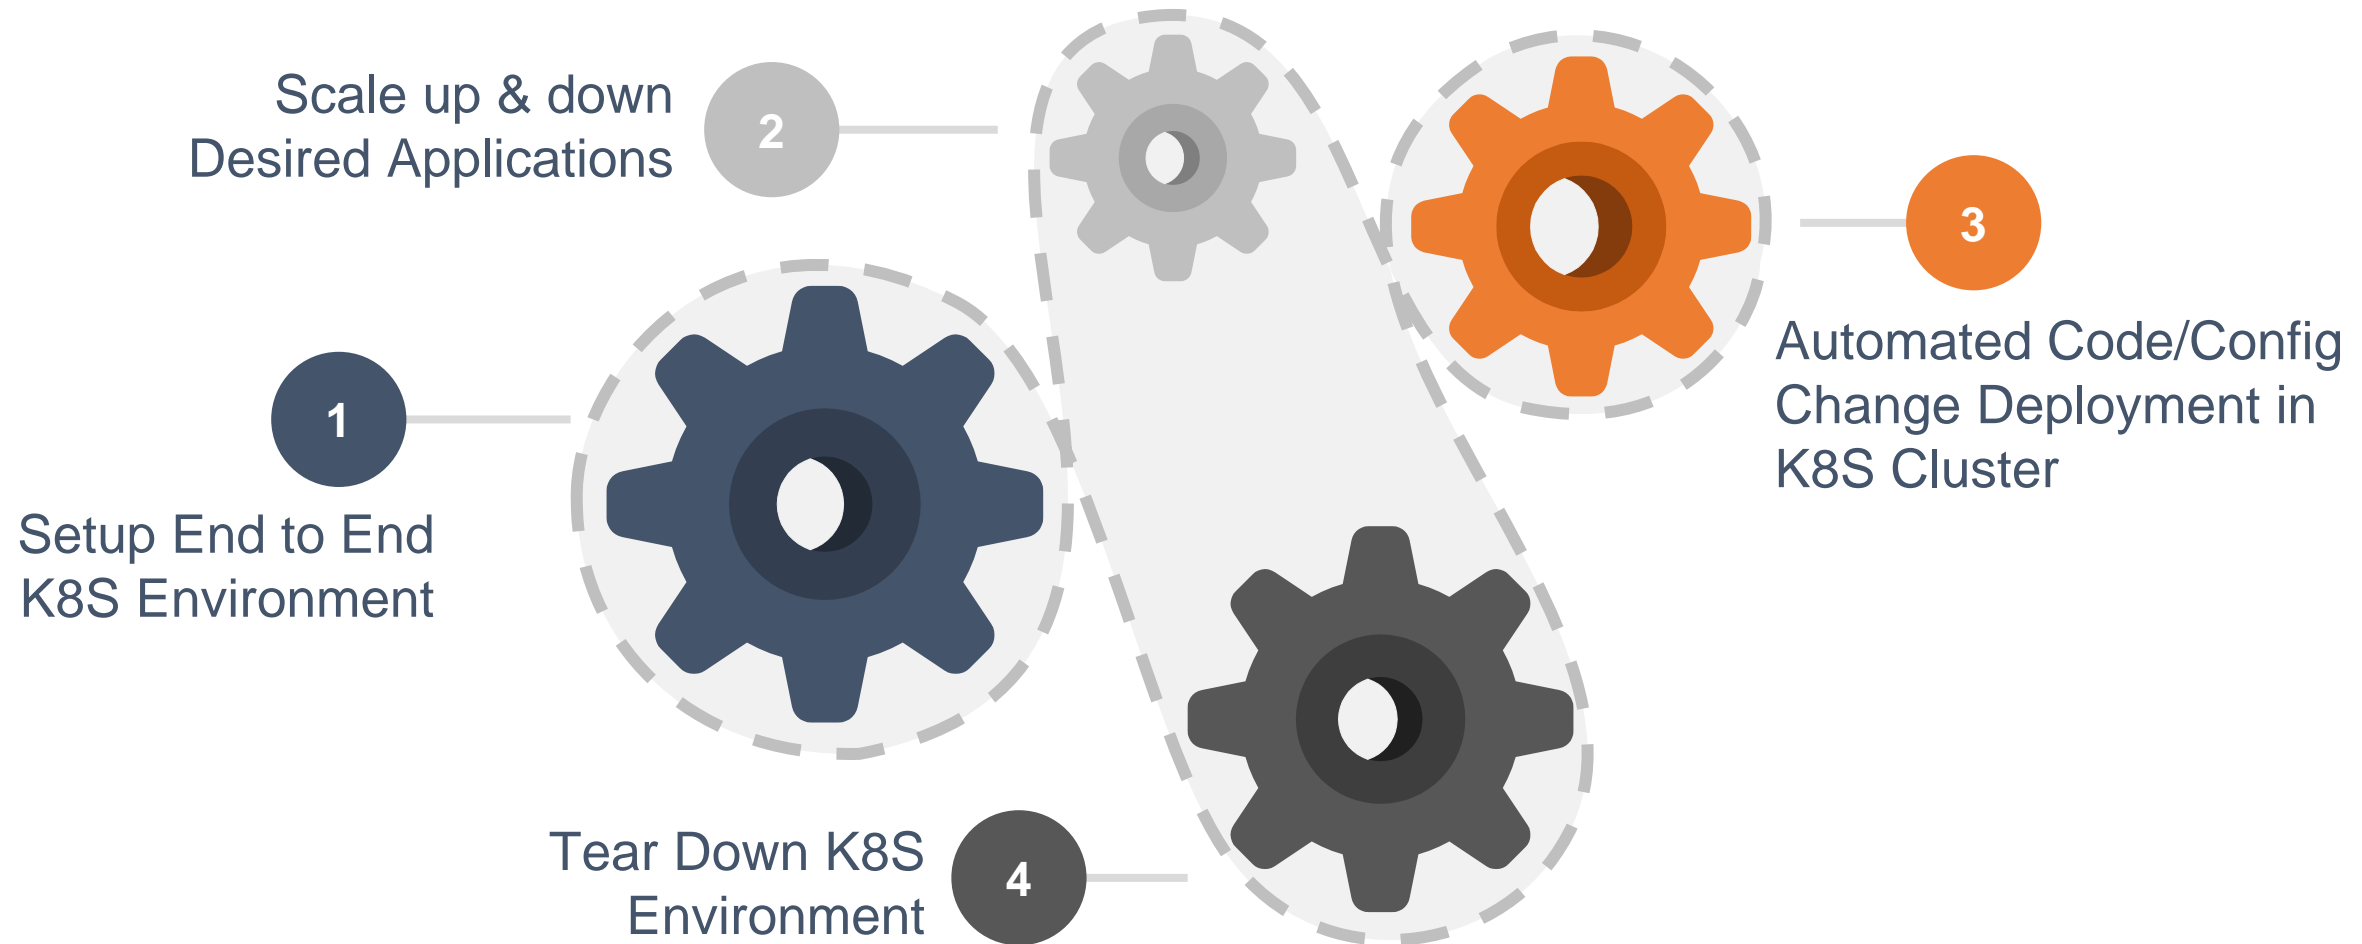 1
Setup End to End
K8S Environment
2
Scale up & down
Desired Applications
3
Automated Code/Config
Change Deployment in
K8S Cluster
4
Tear Down K8S
Environment